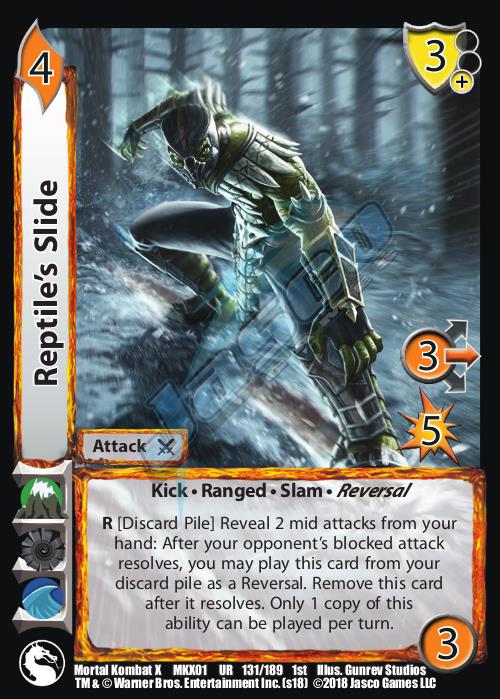 4
3
+
Reptile's Slide
3
5
Attack
Kick • Ranged • Slam • Reversal
R [Discard Pile] Reveal 2 mid attacks from your
hand: After your opponent's blocked attack
resolves, you may play this card from your
discard pile as a Reversal. Remove this card
after it resolves. Only 1 copy of this
ability can be played per turn.
3
Mortal Kombat X MKX01 UR 131/189 1st Illus. Gunrev Studios
TM & © Warner Bros. Entertainment Inc. (s18) ©2018 Jasco Games LLC